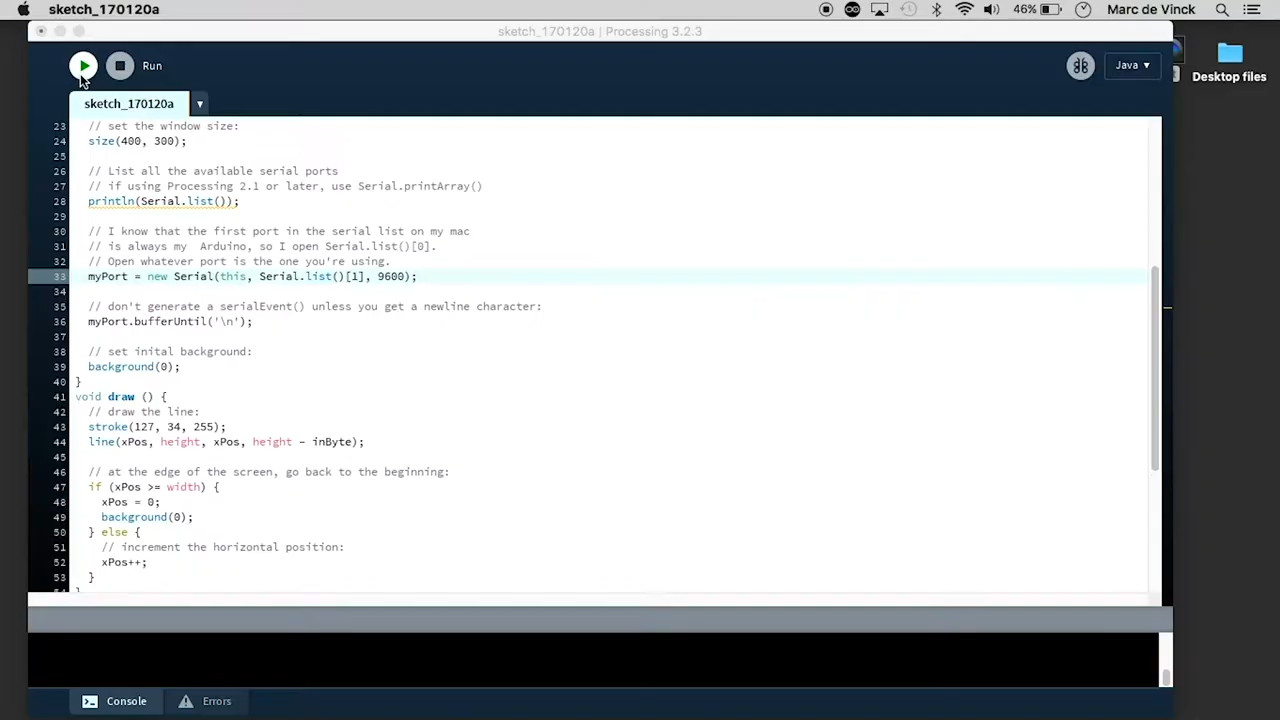 sketch_170120a
46%
Marc de Vinck
sketch_170120a | Processing 3.2.3
Run
Java ▾
Desktop files
sketch_170120a ▾
23 // set the window size:
24 size(400, 300);
25
26 // List all the available serial ports
27 // if using Processing 2.1 or later, use Serial.printArray()
28 println(Serial.list());
29
30 // I know that the first port in the serial list on my mac
31 // is always my  Arduino, so I open Serial.list()[0].
32 // Open whatever port is the one you're using.
33 myPort = new Serial(this, Serial.list()[1], 9600);
34
35 // don't generate a serialEvent() unless you get a newline character:
36 myPort.bufferUntil('\n');
37
38 // set inital background:
39 background(0);
40 }
41 void draw () {
42 // draw the line:
43 stroke(127, 34, 255);
44 line(xPos, height, xPos, height - inByte);
45
46 // at the edge of the screen, go back to the beginning:
47 if (xPos >= width) {
48 xPos = 0;
49 background(0);
50 } else {
51 // increment the horizontal position:
52 xPos++;
53 }
Console
Errors